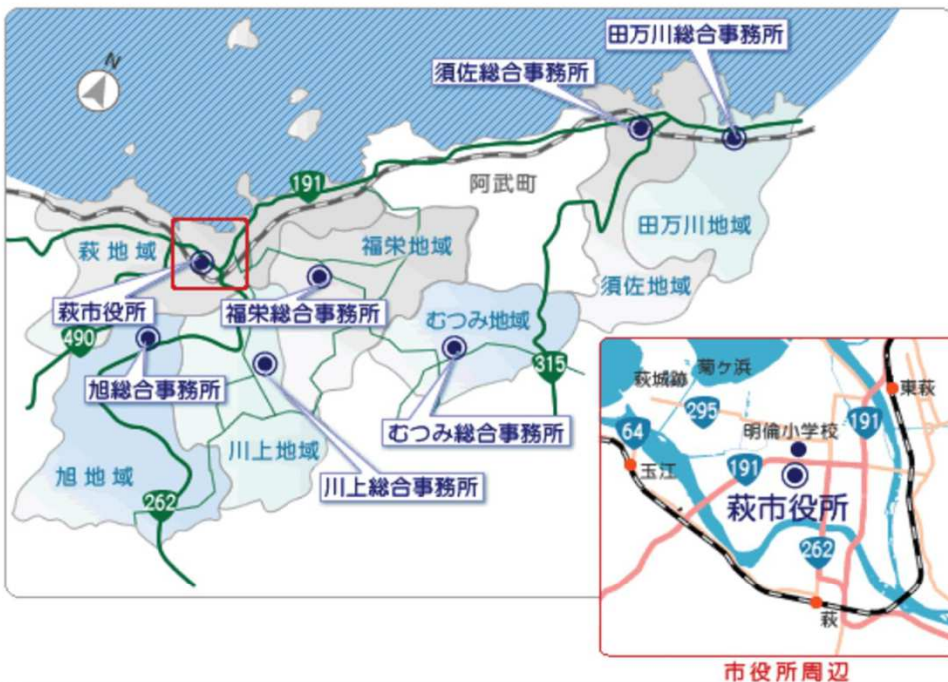 田万川総合事務所
須佐総合事務所
N
191
阿武町
田万川地域
萩地域
福栄地域
須佐地域
萩市役所
福栄総合事務所
むつみ地域
490
315
旭総合事務所
むつみ総合事務所
川上地域
旭地域
川上総合事務所
262
菊ヶ浜
萩城跡
東萩
295
191
64
明倫小学校
玉江
191
萩市役所
262
萩
市役所周辺